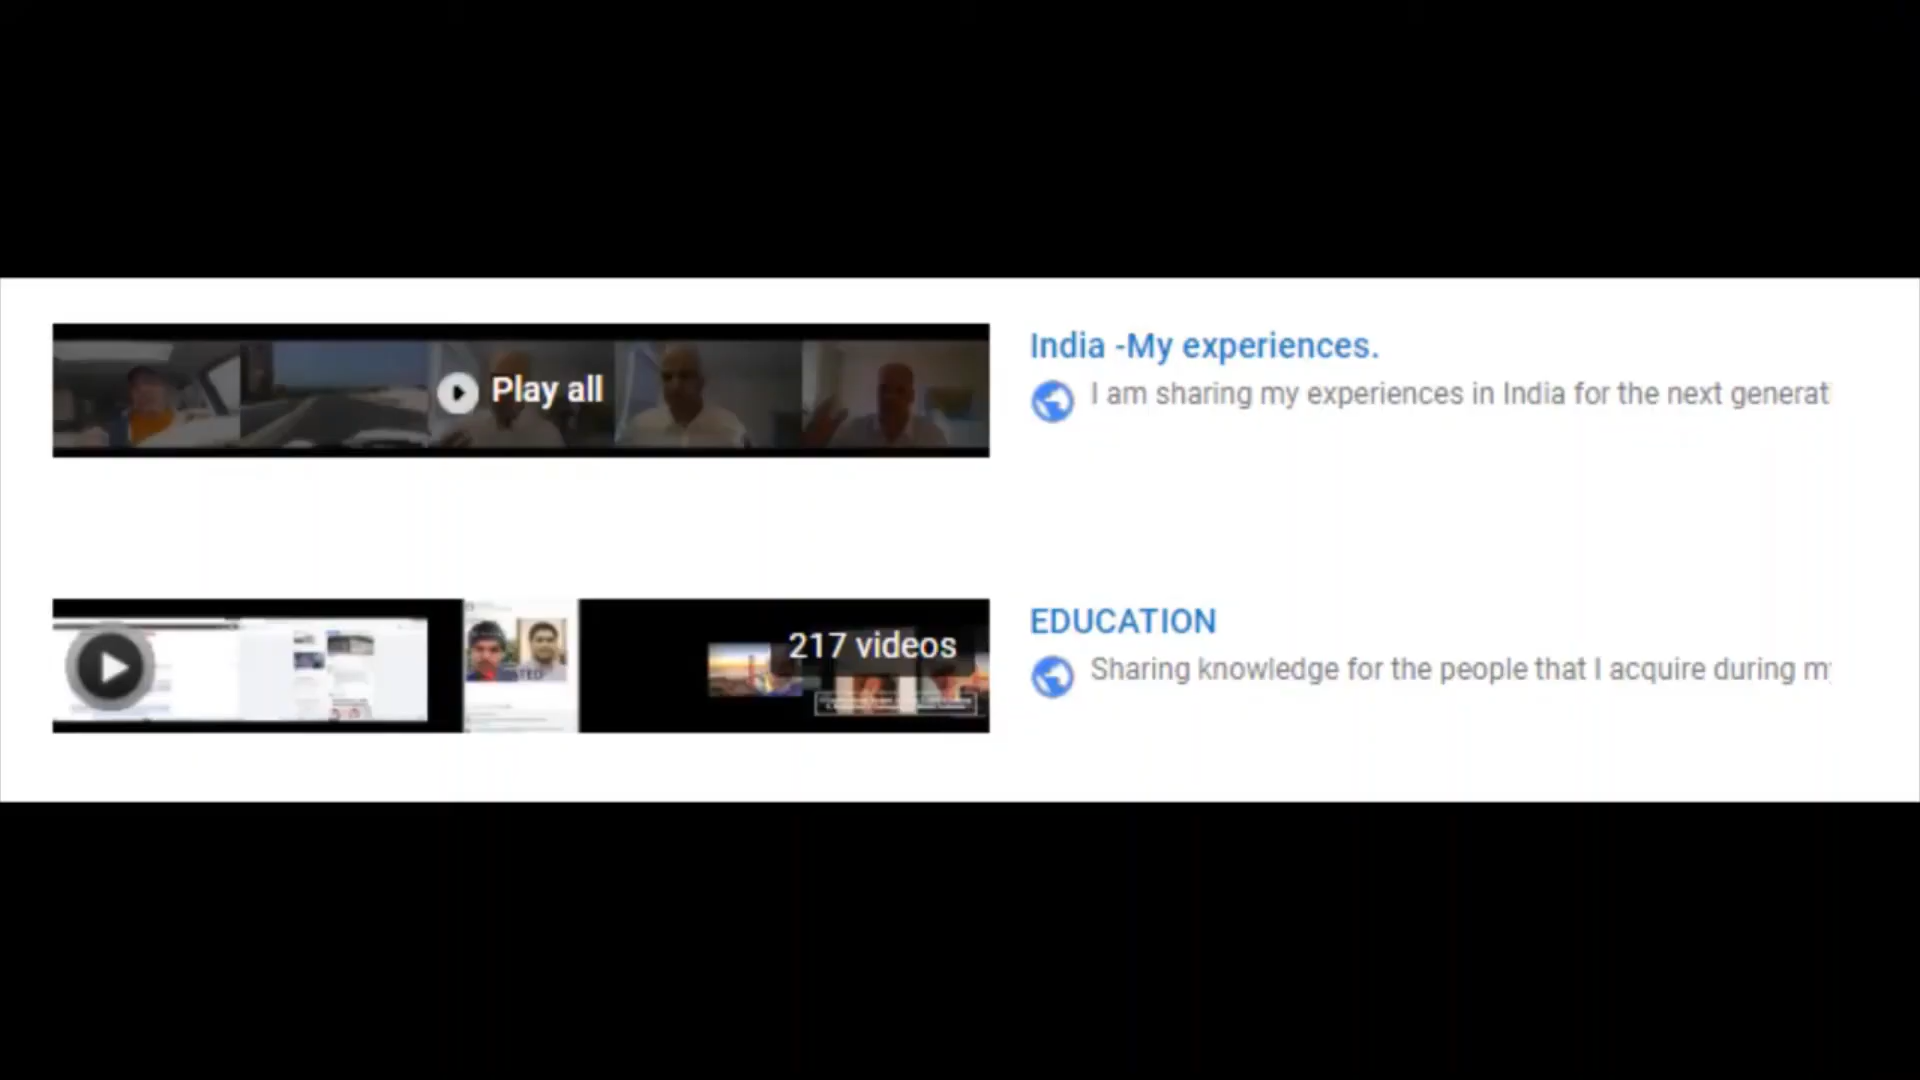 India -My experiences.
Play all
I am sharing my experiences in India for the next generati
EDUCATION
217 videos
Sharing knowledge for the people that I acquire during m